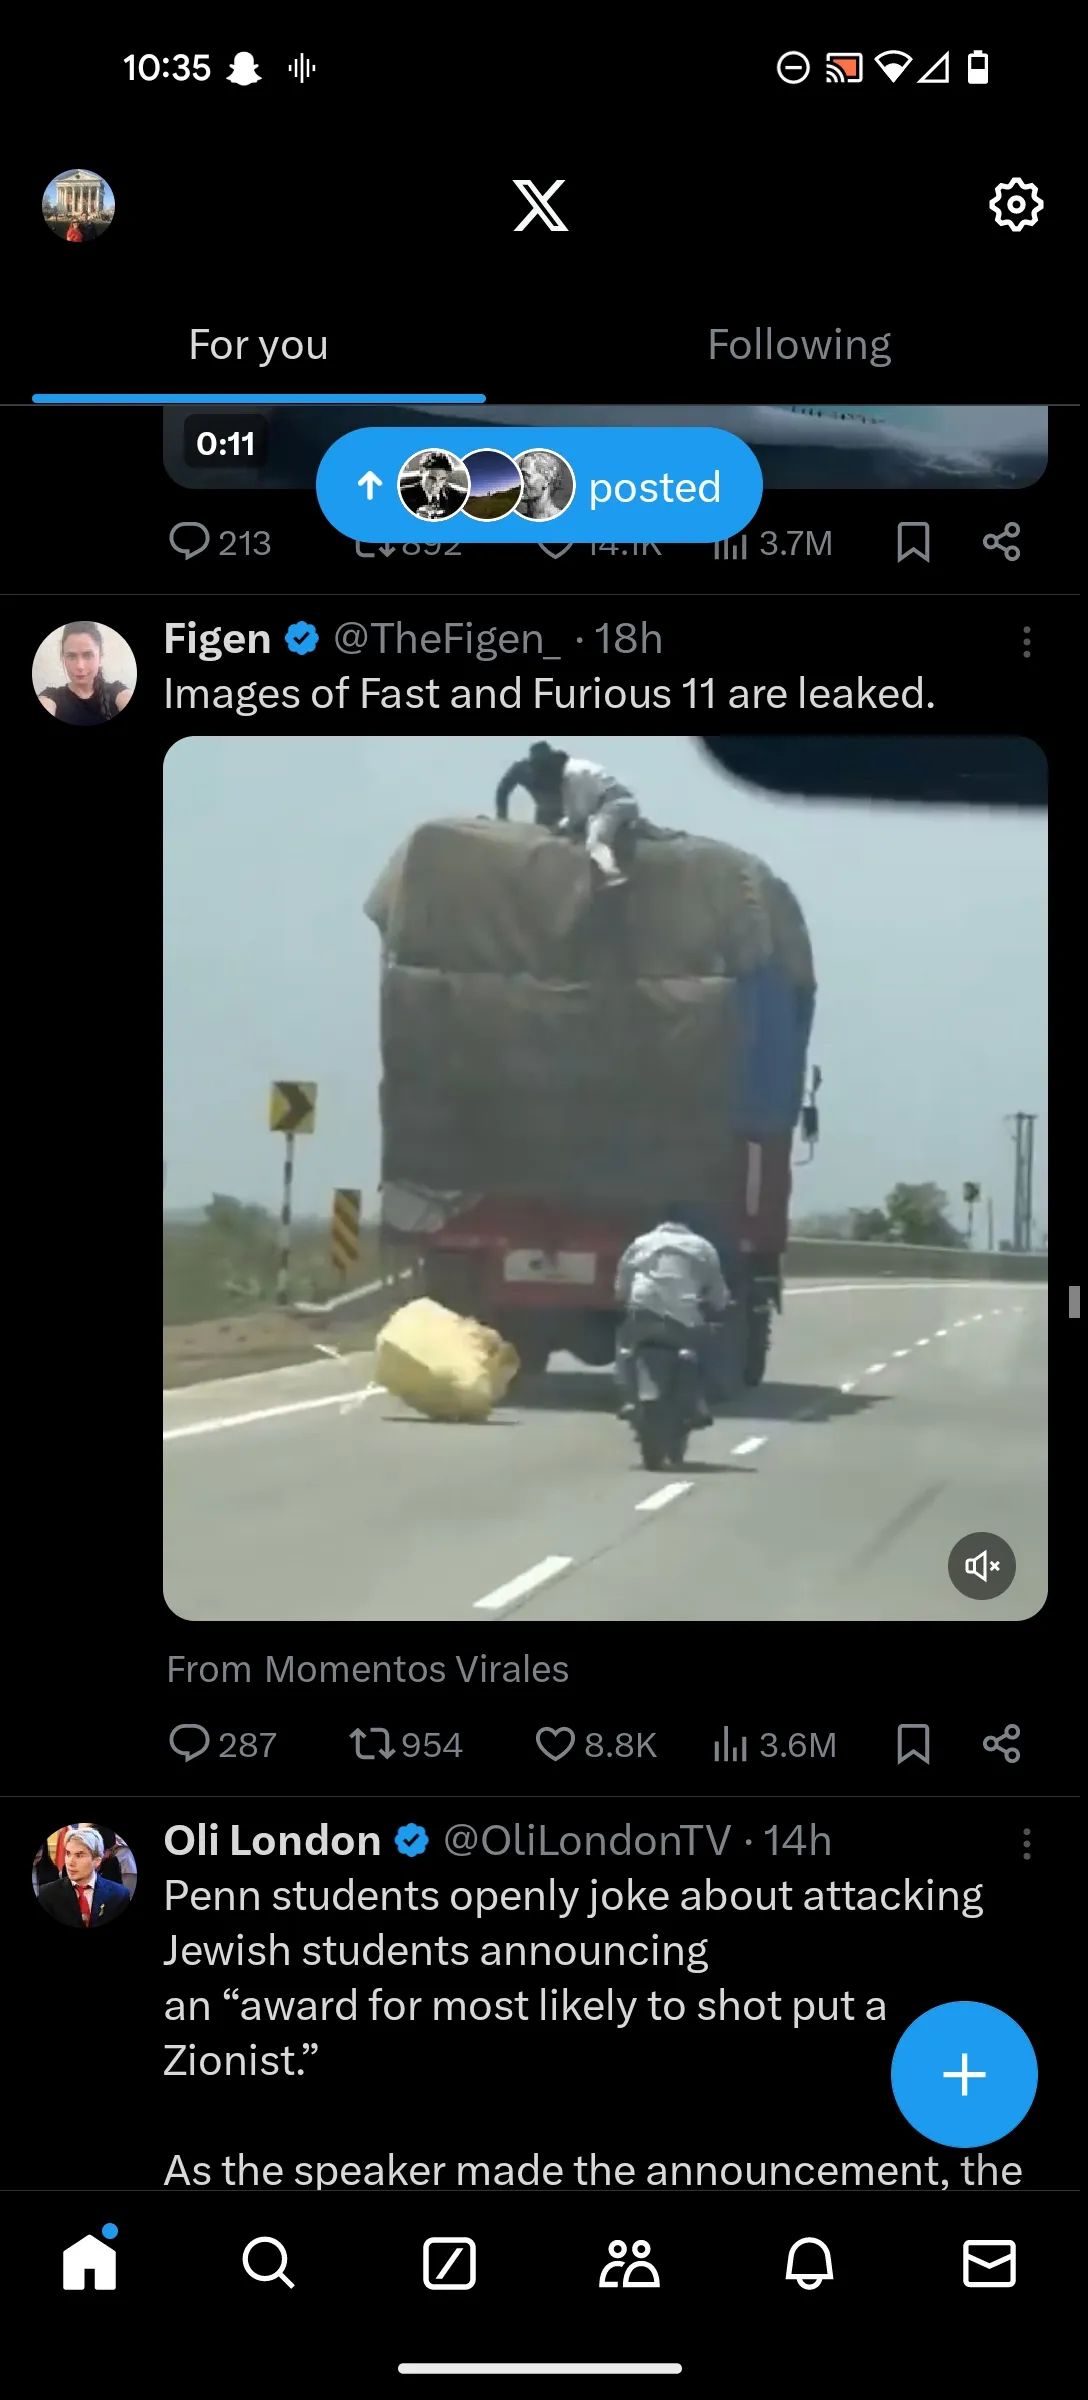 10:35
For you
Following
0:11
posted
213
892
14.1K
3.7M
Figen @TheFigen_ · 18h
Images of Fast and Furious 11 are leaked.
From Momentos Virales
287
954
8.8K
3.6M
Oli London @OliLondonTV · 14h
Penn students openly joke about attacking
Jewish students announcing
an “award for most likely to shot put a
Zionist.”
As the speaker made the announcement, the